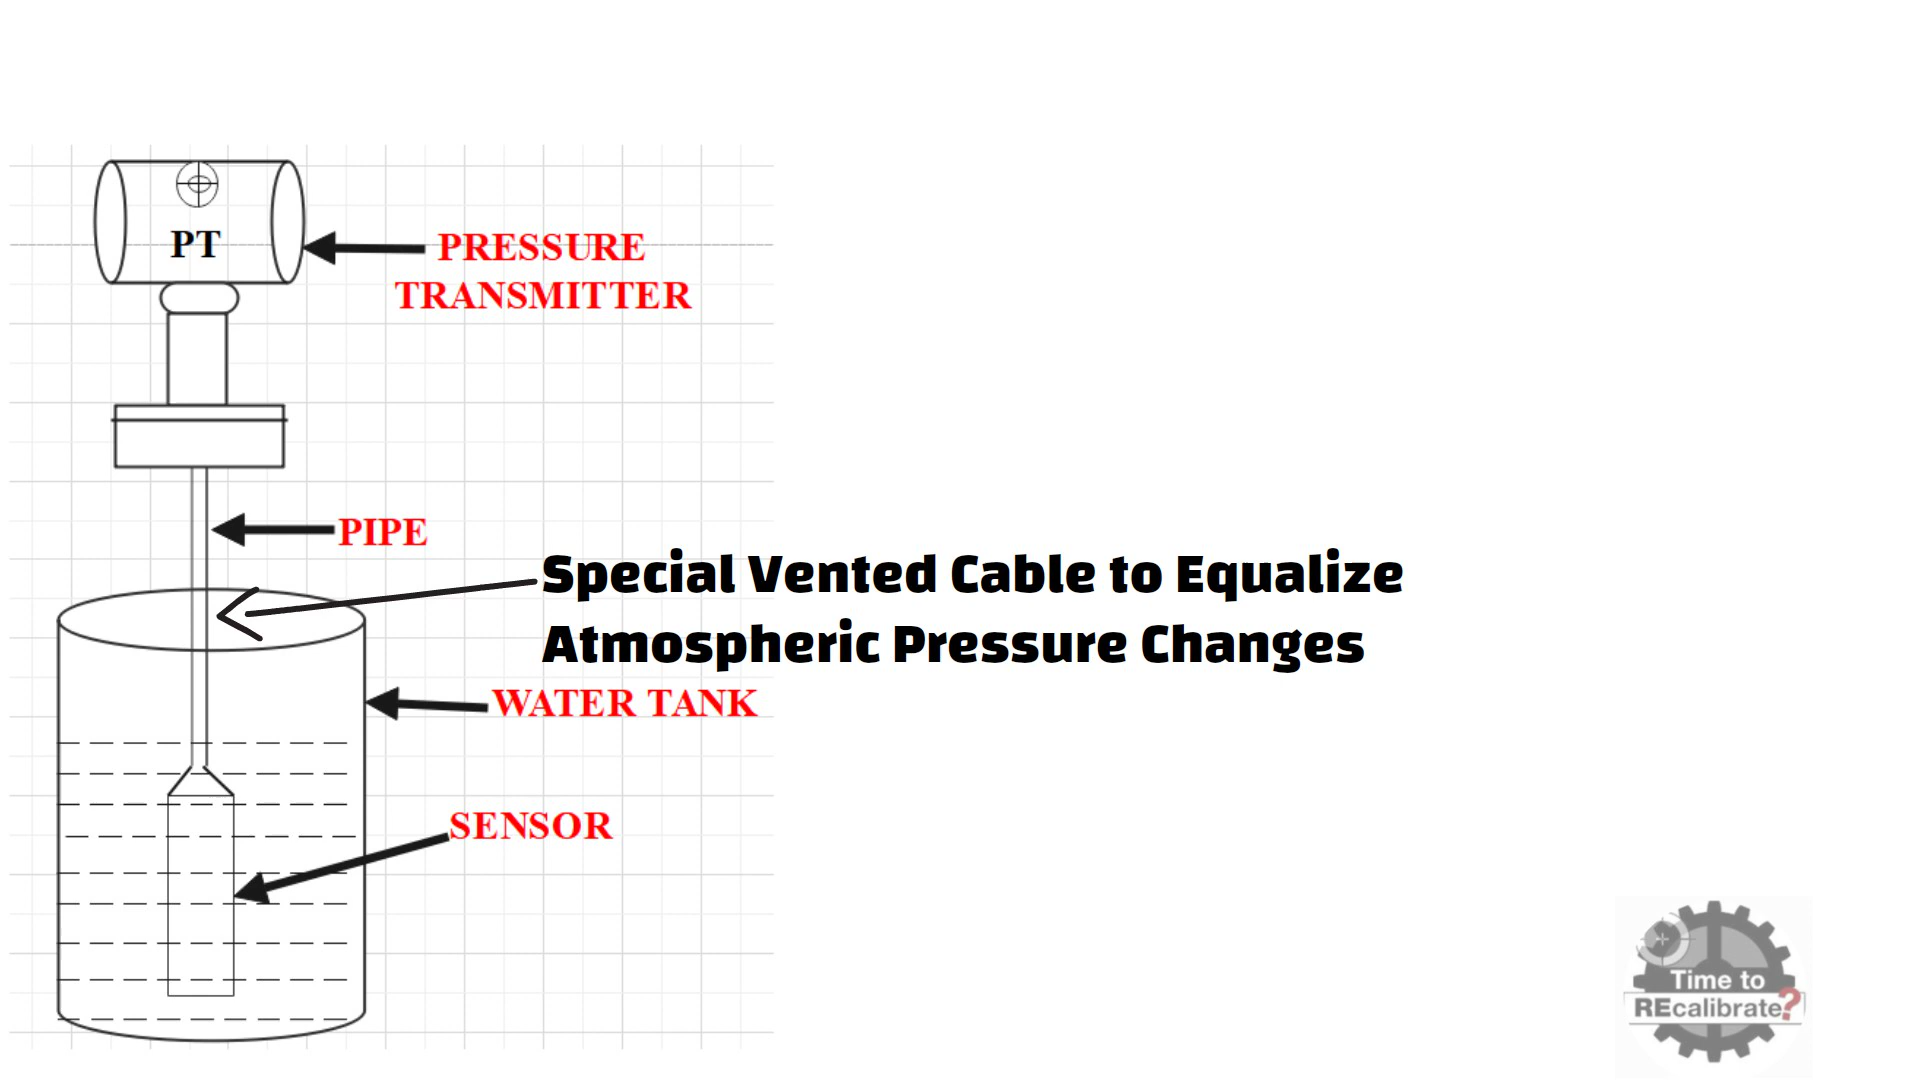 PT
PRESSURE
TRANSMITTER
PIPE
Special Vented Cable to Equalize
Atmospheric Pressure Changes
WATER TANK
SENSOR
Time to
REcalibrate?